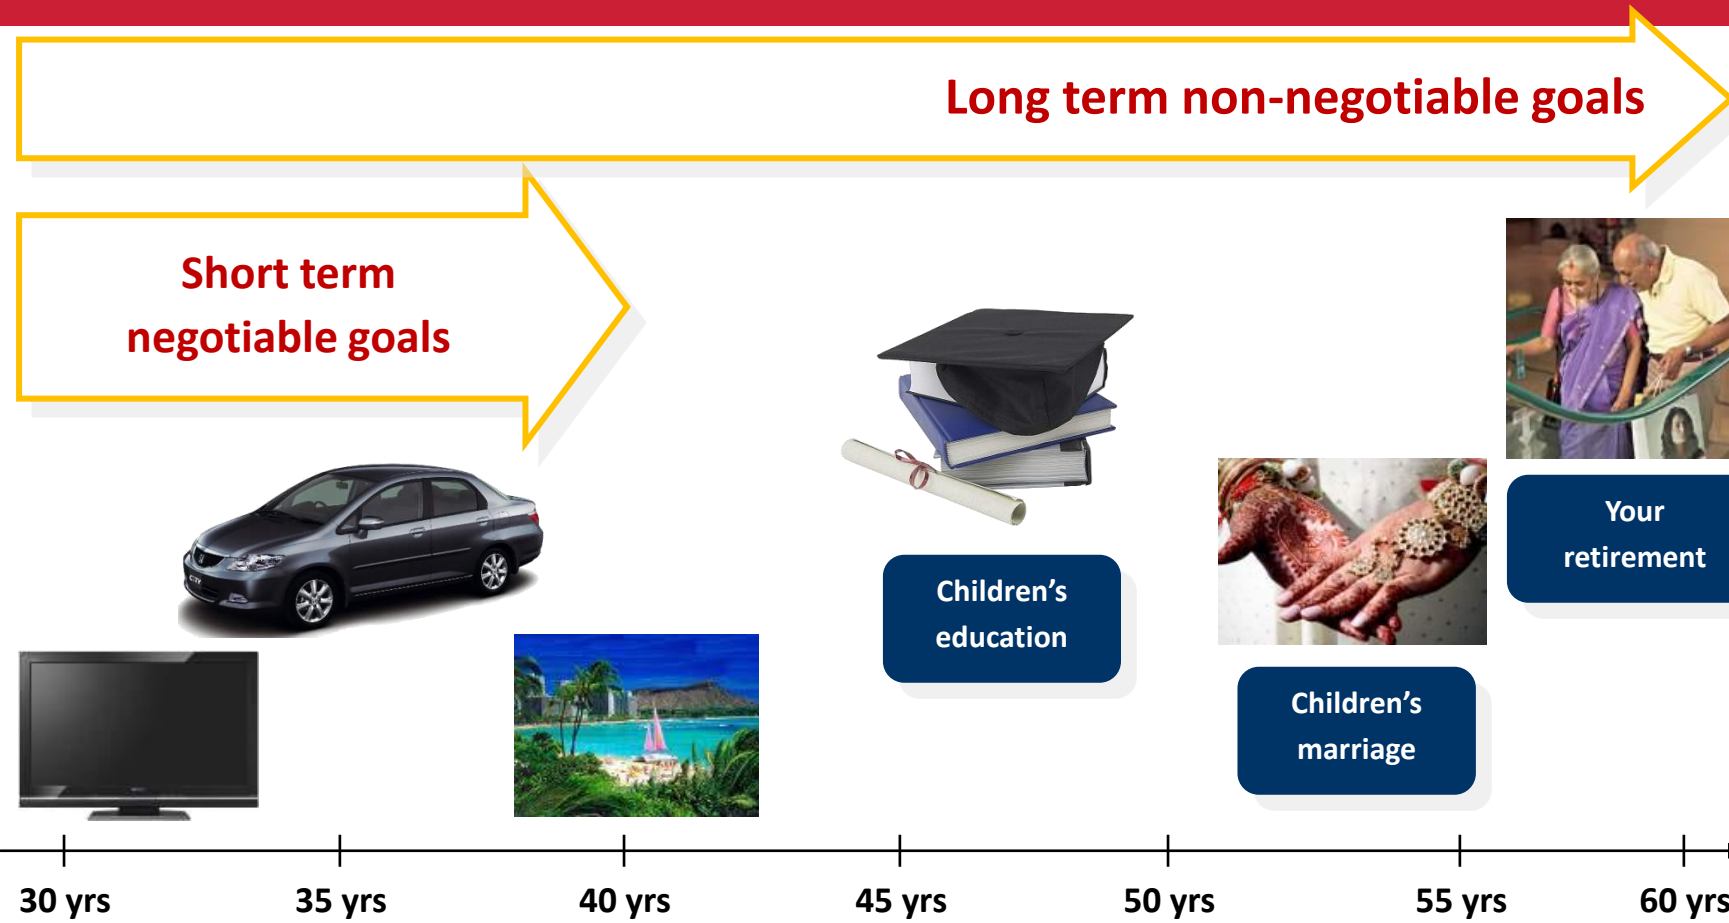 Long term non-negotiable goals
Short term
negotiable goals
Your
retirement
Children's
education
Children's
marriage
CITY
30 yrs
35 yrs
40 yrs
45 yrs
50 yrs
55 yrs
60 yrs